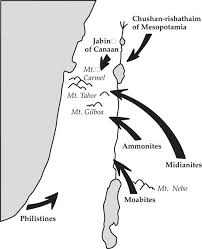 Chushan-rishathaim
of Mesopotamia
Jabin
of Canaan
Mt.
Carmel
Mt. Tabor
Mt. Gilboa
Ammonites
Midianites
Mt. Nebo
Moabites
Philistines